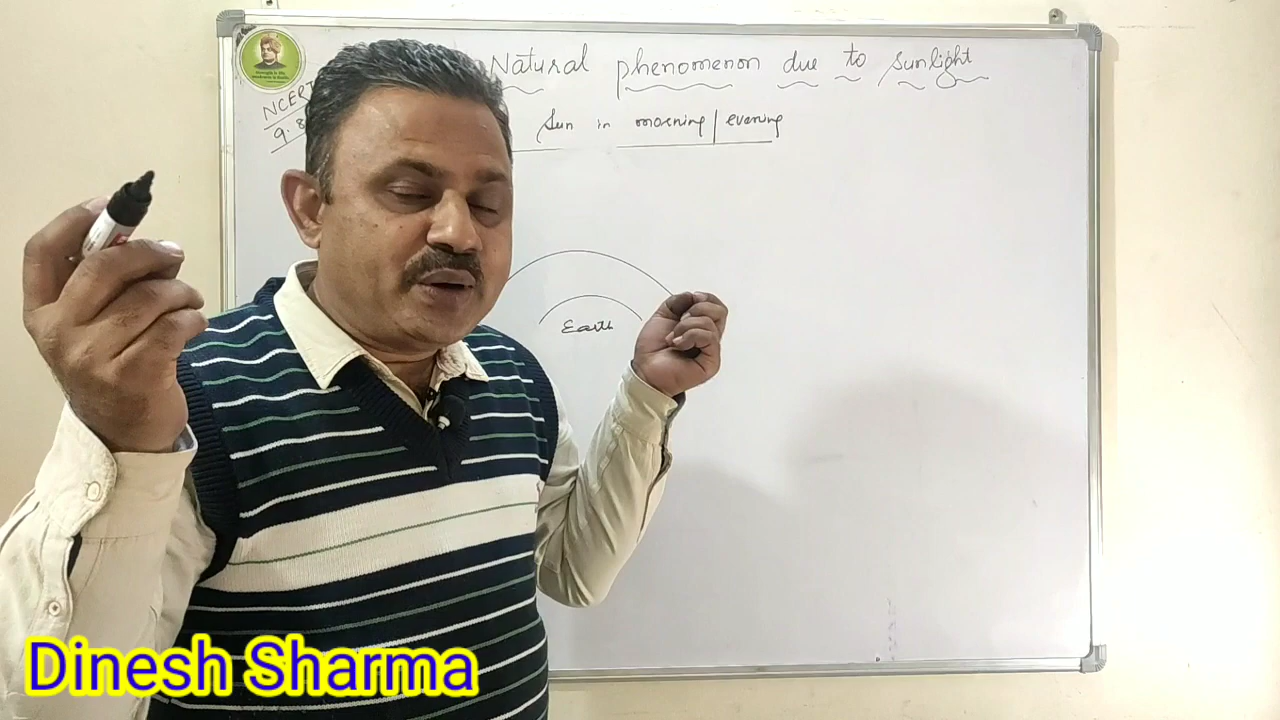 Natural phenomenon due to sunlight
NCERT
9.8
Sun in morning/evening
Earth
Dinesh Sharma